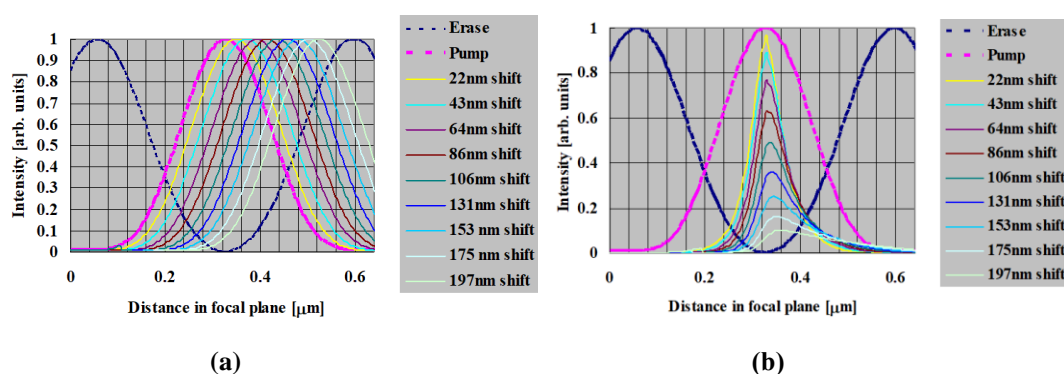 Intensity [arb. units]
1
0.9
0.8
0.7
0.6
0.5
0.4
0.3
0.2
0.1
0
0
0.2
0.4
0.6
Distance in focal plane [μm]
Erase
Pump
22nm shift
43nm shift
64nm shift
86nm shift
106nm shift
131nm shift
153 nm shift
175 nm shift
197nm shift
(a)
Intensity [arb. units]
1
0.8
0.6
0.4
0.2
0
0
0.2
0.4
0.6
Distance in focal plane [μm]
Erase
Pump
22nm shift
43nm shift
64nm shift
86nm shift
106nm shift
131nm shift
153nm shift
175nm shift
197nm shift
(b)